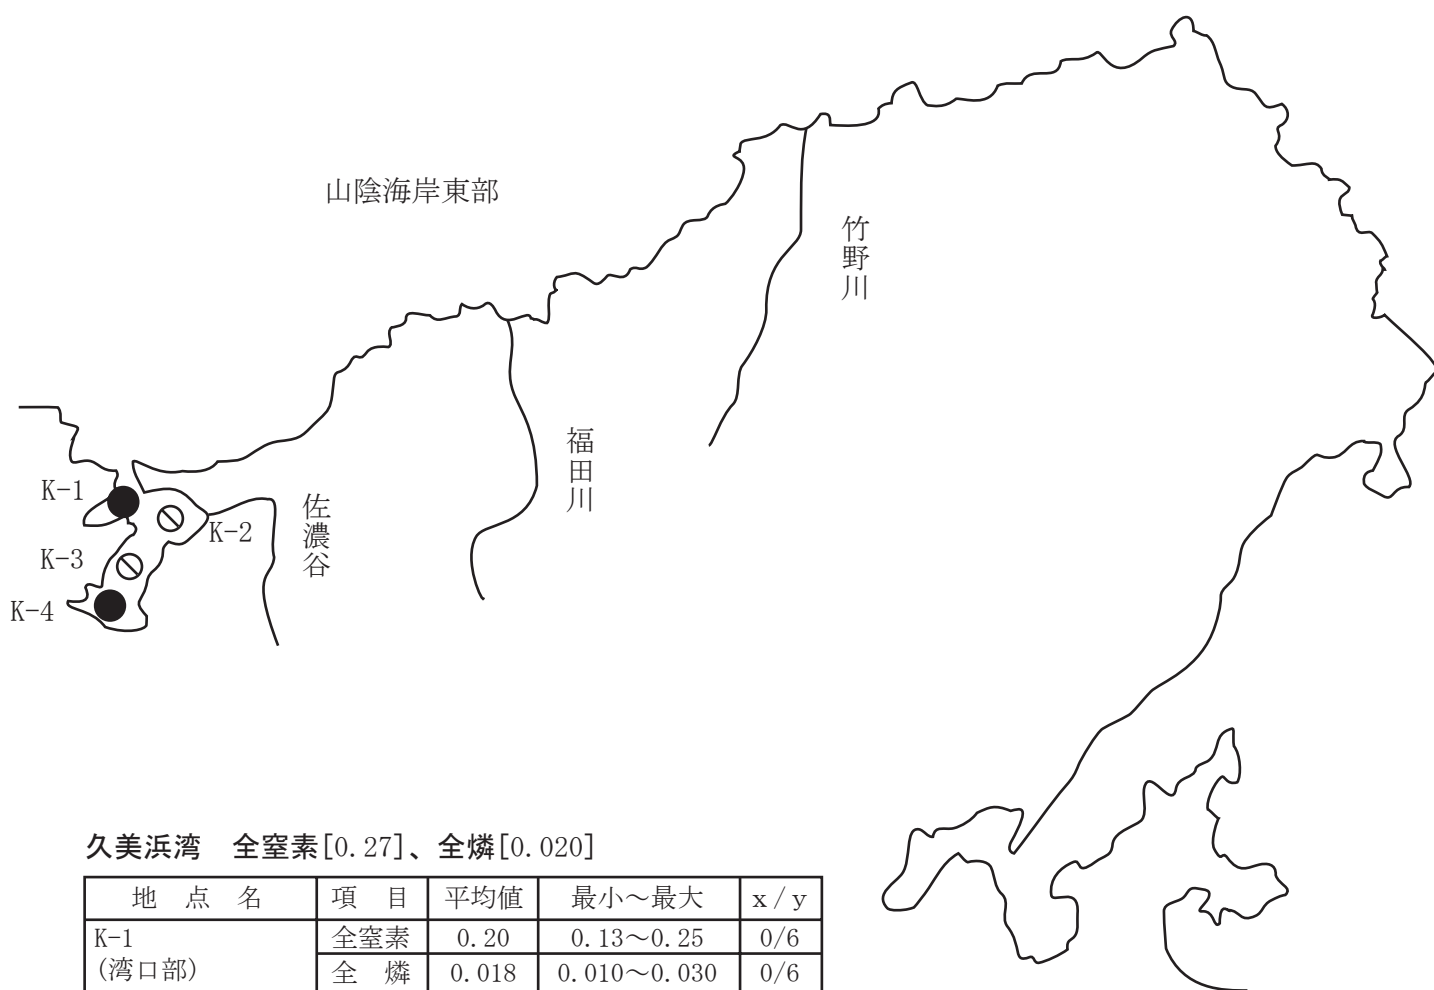 山陰海岸東部
竹野川
福田川
K-1
佐濃谷
K-2
K-3
K-4
久美浜湾　全窒素[0.27]、全燐[0.020]
地　点　名 項　目 平均値 最小～最大 x/y
K-1 全窒素 0.20 0.13～0.25 0/6
(湾口部) 全　燐 0.018 0.010～0.030 0/6